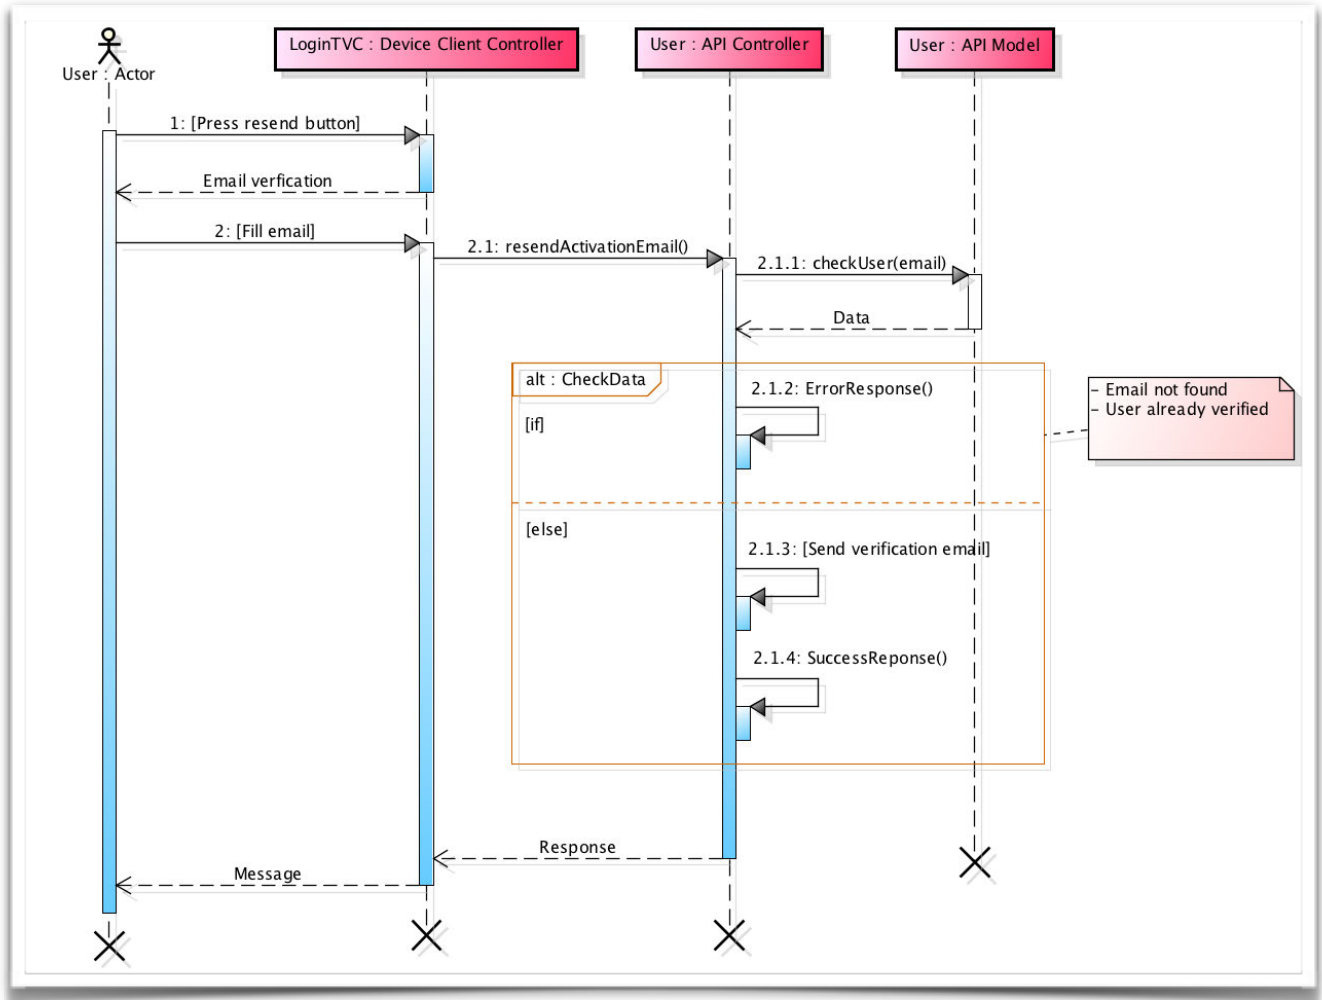 User : Actor
LoginTVC : Device Client Controller
User : API Controller
User : API Model
1: [Press resend button]
Email verfication
2: [Fill email]
2.1: resendActivationEmail()
2.1.1: checkUser(email)
Data
alt : CheckData
2.1.2: ErrorResponse()
- Email not found
- User already verified
[if]
[else]
2.1.3: [Send verification email]
2.1.4: SuccessReponse()
Response
Message